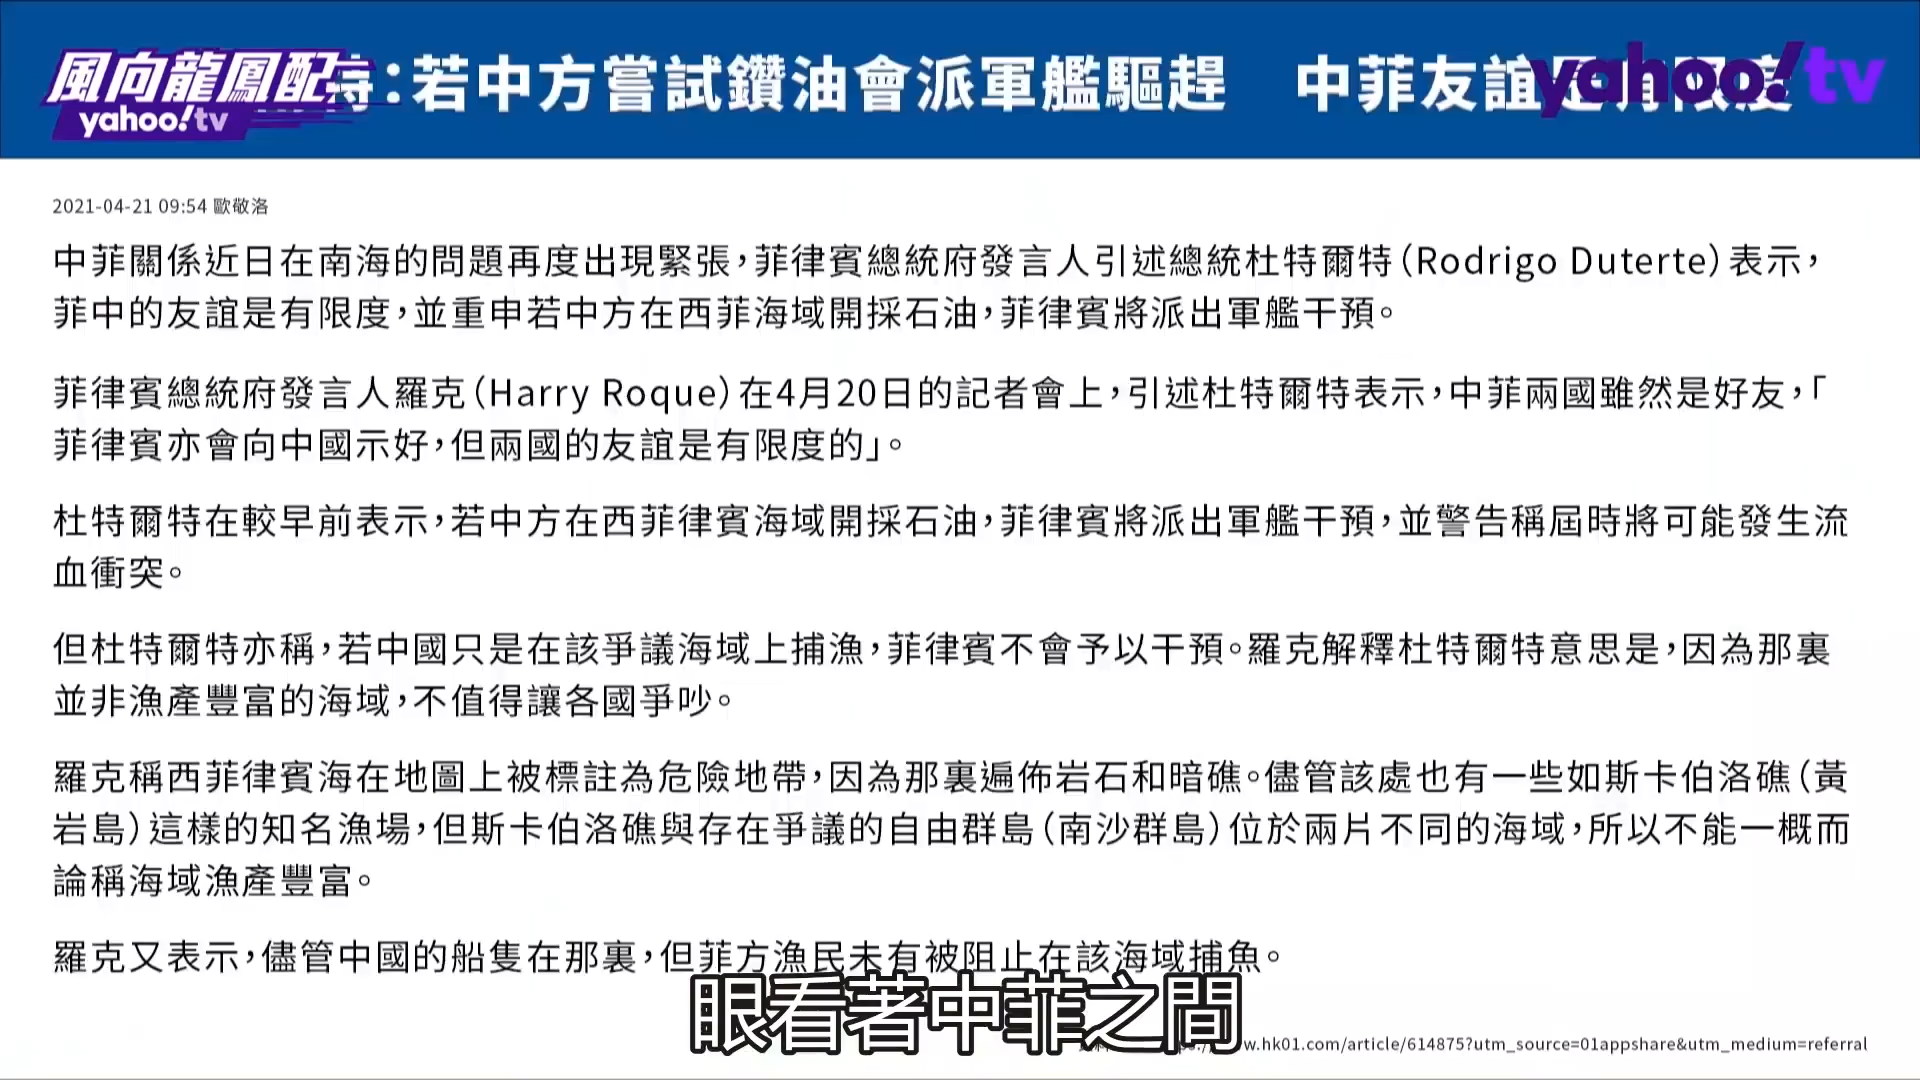 風向龍鳳配
yahoo!tv
特：若中方嘗試鑽油會派軍艦驅趕　中菲友誼是有限度
yahoo!tv
2021-04-21 09:54 歐敬洛
中菲關係近日在南海的問題再度出現緊張，菲律賓總統府發言人引述總統杜特爾特（Rodrigo Duterte）表示，
菲中的友誼是有限度，並重申若中方在西菲海域開採石油，菲律賓將派出軍艦干預。
菲律賓總統府發言人羅克（Harry Roque）在4月20日的記者會上，引述杜特爾特表示，中菲兩國雖然是好友，「
菲律賓亦會向中國示好，但兩國的友誼是有限度的」。
杜特爾特在較早前表示，若中方在西菲律賓海域開採石油，菲律賓將派出軍艦干預，並警告稱屆時將可能發生流
血衝突。
但杜特爾特亦稱，若中國只是在該爭議海域上捕漁，菲律賓不會予以干預。羅克解釋杜特爾特意思是，因為那裏
並非漁產豐富的海域，不值得讓各國爭吵。
羅克稱西菲律賓海在地圖上被標註為危險地帶，因為那裏遍佈岩石和暗礁。儘管該處也有一些如斯卡伯洛礁（黃
岩島）這樣的知名漁場，但斯卡伯洛礁與存在爭議的自由群島（南沙群島）位於兩片不同的海域，所以不能一概而
論稱海域漁產豐富。
羅克又表示，儘管中國的船隻在那裏，但菲方漁民未有被阻止在該海域捕魚。
眼看著中菲之間
w.hk01.com/article/614875?utm_source=01appshare&utm_medium=referral